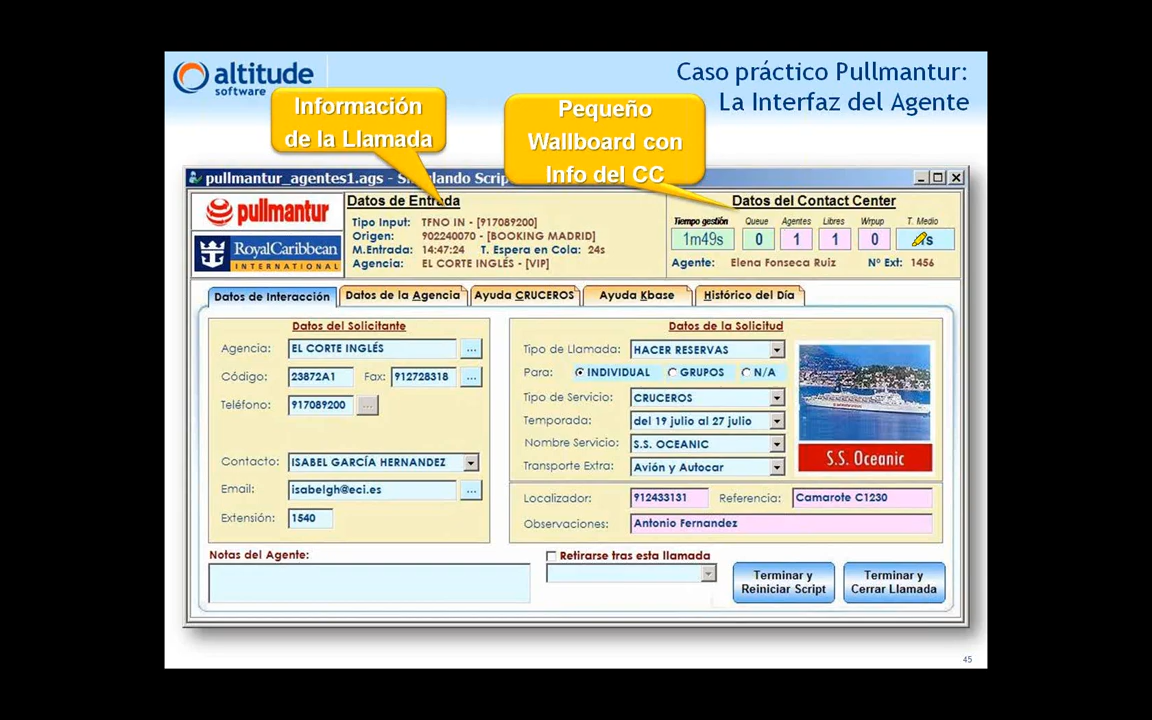 altitude
software
Caso práctico Pullmantur:
La Interfaz del Agente
Información
de la Llamada
Pequeño
Wallboard con
Info del CC
pullmantur_agentes1.ags -
pullmantur
RoyalCaribbean
INTERNATIONAL
Datos de Entrada
Tipo Input: TFNO IN - [917089200]
Origen: 902240070 - [BOOKING MADRID]
M.Entrada: 14:47:24 T. Espera en Cola: 24s
Agencia: EL CORTE INGLÉS - [VIP]
Datos del Contact Center
Tiempo gestión Queue Agentes Libres Wrpup T. Medio
1m49s 0 1 1 0 s
Agente: Elena Fonseca Ruiz Nº Ext: 1456
Datos de Interacción Datos de la Agencia Ayuda CRUCEROS Ayuda Kbase Histórico del Día
Datos del Solicitante
Agencia: EL CORTE INGLÉS ...
Código: 23872A1 Fax: 912728318 ...
Teléfono: 917089200 ...
Contacto: ISABEL GARCÍA HERNANDEZ
Email: isabelgh@eci.es ...
Extensión: 1540
Datos de la Solicitud
Tipo de Llamada: HACER RESERVAS
Para: INDIVIDUAL GRUPOS N/A
Tipo de Servicio: CRUCEROS
Temporada: del 19 julio al 27 julio
Nombre Servicio: S.S. OCEANIC
Transporte Extra: Avión y Autocar
S.S. Oceanic
Localizador: 912433131 Referencia: Camarote C1230
Observaciones: Antonio Fernandez
Notas del Agente:
Retirarse tras esta llamada
Terminar y
Reiniciar Script
Terminar y
Cerrar Llamada
45